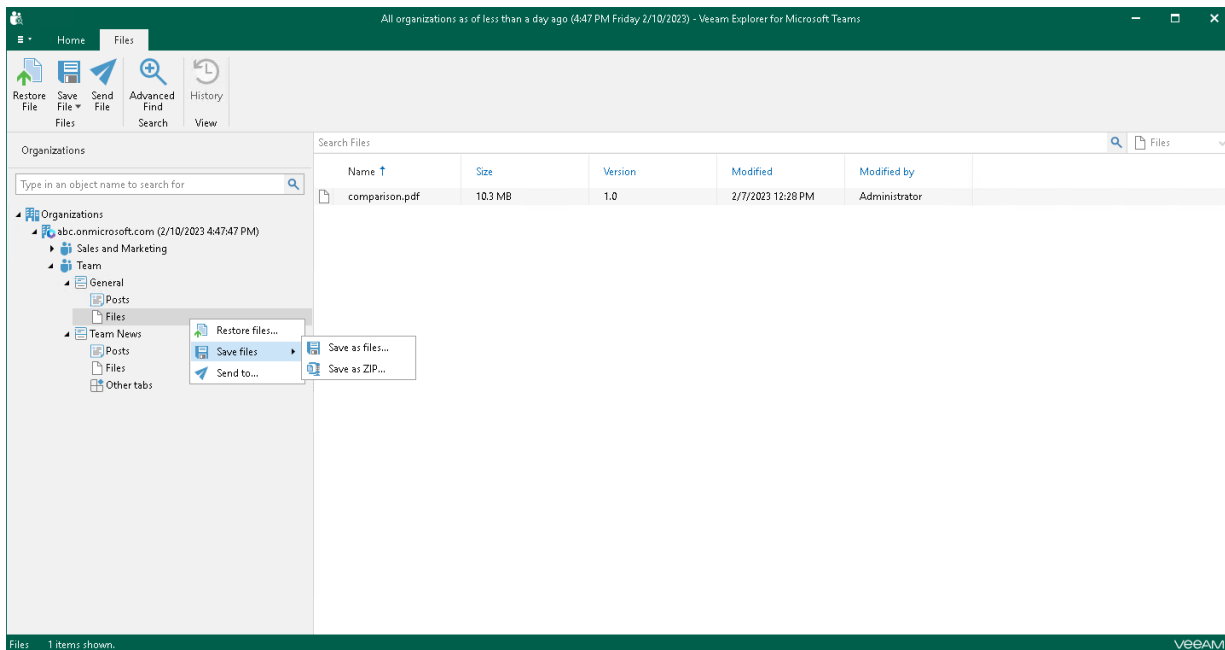 All organizations as of less than a day ago (4:47 PM Friday 2/10/2023) - Veeam Explorer for Microsoft Teams
Home Files
Restore File
Save File
Send File
Advanced Find
History
Files Search View
Organizations
Type in an object name to search for
Organizations
abc.onmicrosoft.com (2/10/2023 4:47:47 PM)
Sales and Marketing
Team
General
Posts
Files
Team News
Posts
Files
Other tabs
Restore files...
Save files
Send to...
Save as files...
Save as ZIP...
Search Files
Files
Name Size Version Modified Modified by
comparison.pdf 10.3 MB 1.0 2/7/2023 12:28 PM Administrator
Files 1 items shown.
veeam